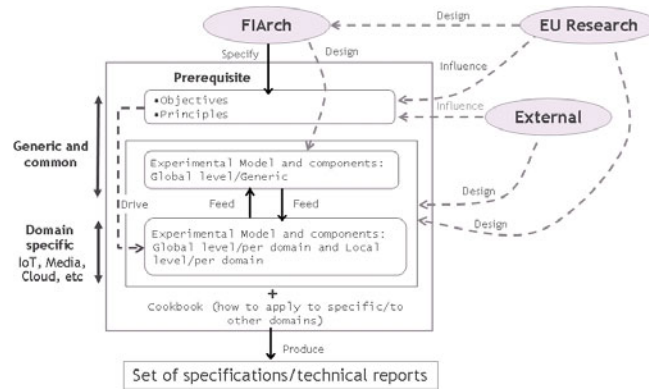 FIArch
Design
EU Research
Specify
Design
Prerequisite
Influence
•Objectives
•Principles
Influence
External
Generic and
common
Experimental Model and components:
Global level/Generic
Drive
Feed
Feed
Design
Domain
specific
IoT, Media,
Cloud, etc
Experimental Model and components:
Global level/per domain and Local
level/per domain
Design
+
Cookbook (how to apply to specific/to
other domains)
Produce
Set of specifications/technical reports